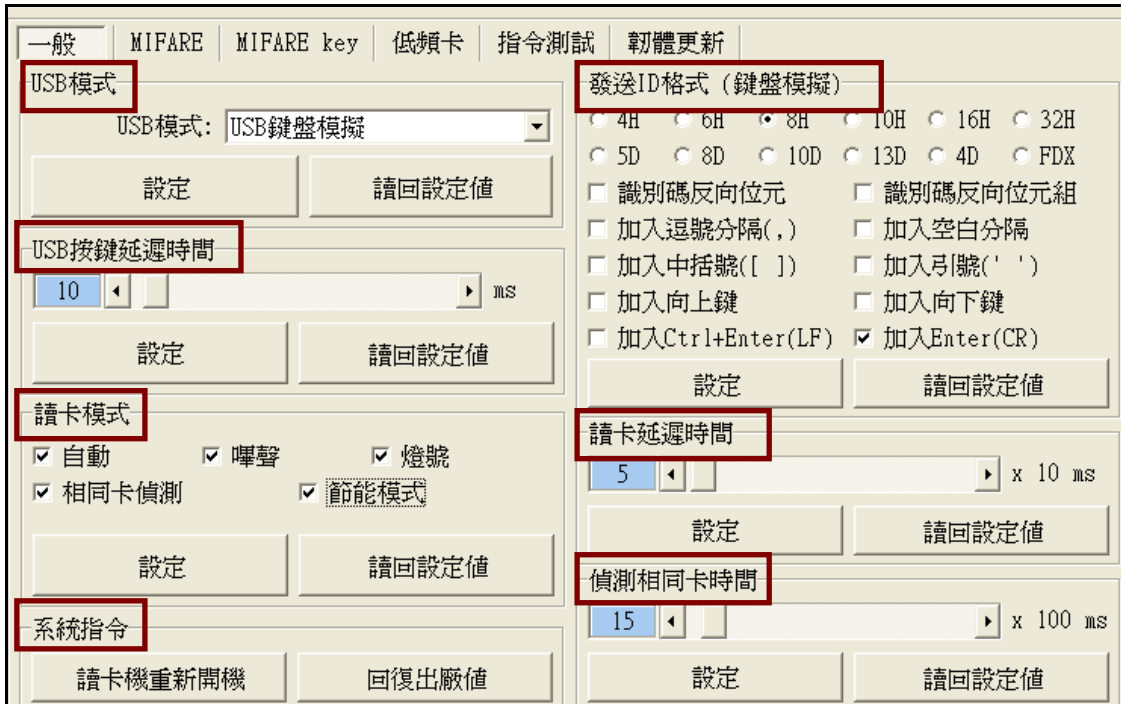 一般 MIFARE MIFARE key 低頻卡 指令測試 韌體更新
USB模式
USB模式: USB鍵盤模擬
設定 讀回設定值
USB按鍵延遲時間
10 ms
設定 讀回設定值
讀卡模式
自動 嗶聲 燈號
相同卡偵測 節能模式
設定 讀回設定值
系統指令
讀卡機重新開機 回復出廠值
發送ID格式 (鍵盤模擬)
4H 6H 8H 10H 16H 32H
5D 8D 10D 13D 4D FDX
識別碼反向位元 識別碼反向位元組
加入逗號分隔(,) 加入空白分隔
加入中括號([ ]) 加入引號(' ')
加入向上鍵 加入向下鍵
加入Ctrl+Enter(LF) 加入Enter(CR)
設定 讀回設定值
讀卡延遲時間
5 x 10 ms
設定 讀回設定值
偵測相同卡時間
15 x 100 ms
設定 讀回設定值